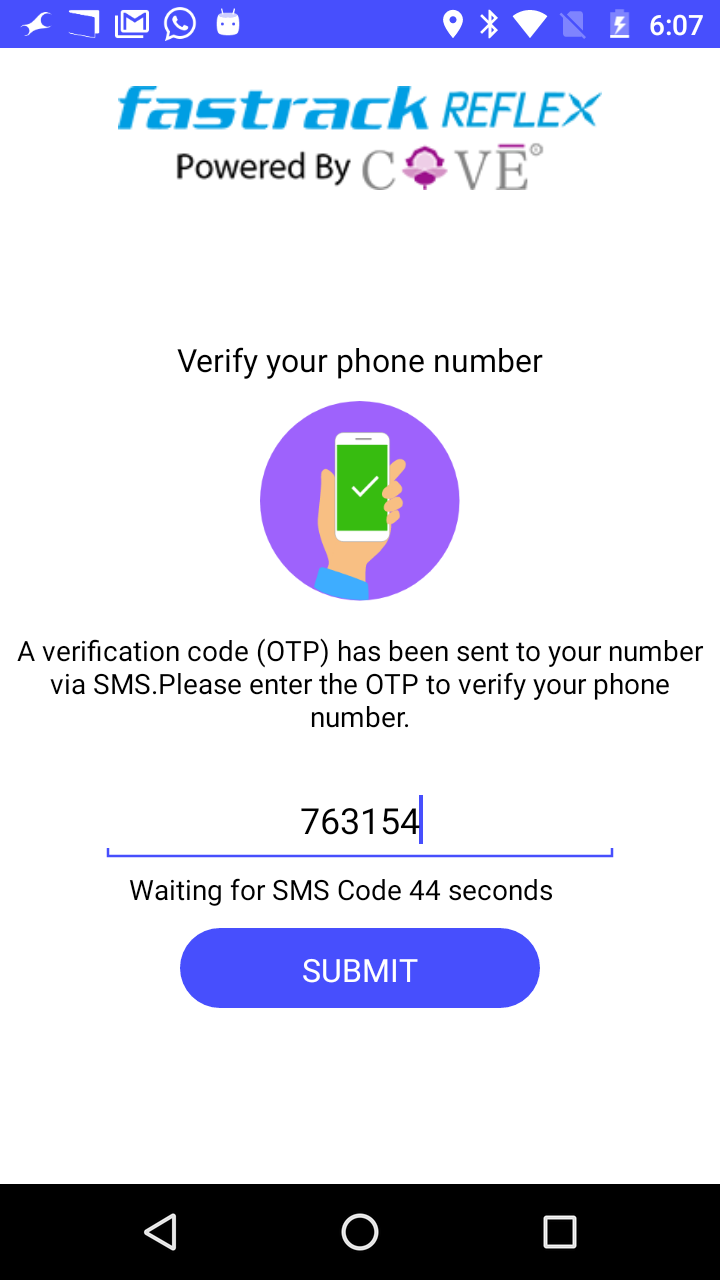 6:07
fastrack REFLEX
Powered By COVĒ®
Verify your phone number
A verification code (OTP) has been sent to your number
via SMS.Please enter the OTP to verify your phone
number.
763154
Waiting for SMS Code 44 seconds
SUBMIT